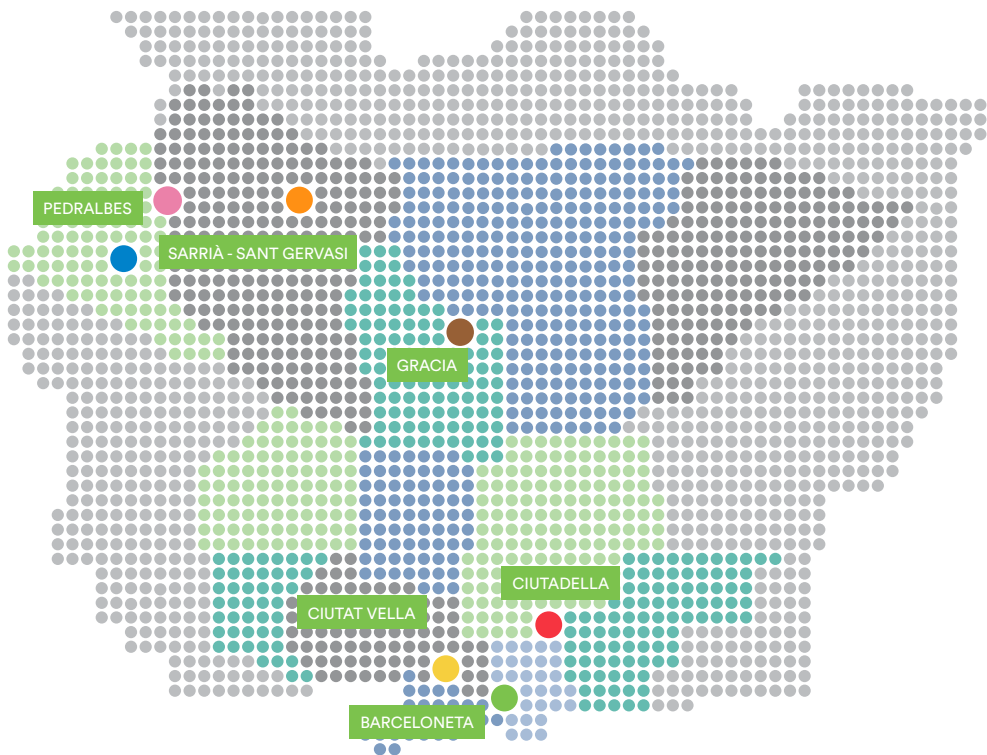 PEDRALBES
SARRIÀ - SANT GERVASI
GRACIA
CIUTADELLA
CIUTAT VELLA
BARCELONETA